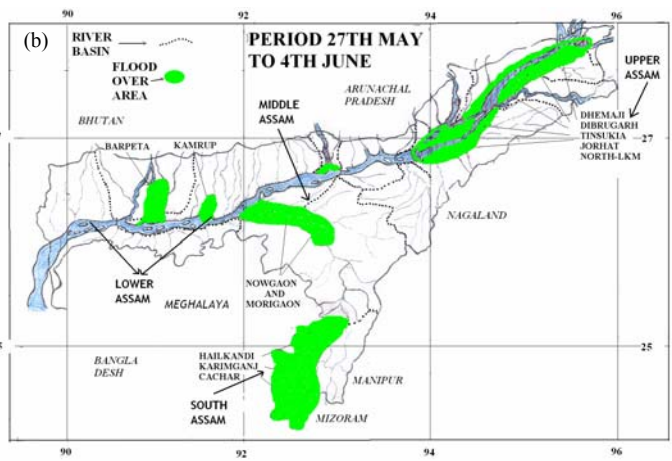 90
92
94
96
(b)
RIVER
BASIN
FLOOD
OVER
AREA
PERIOD 27TH MAY
TO 4TH JUNE
BHUTAN
ARUNACHAL
PRADESH
UPPER
ASSAM
MIDDLE
ASSAM
DHEMAJI
DIBRUGARH
TINSUKIA
JORHAT
NORTH-LKM
27
BARPETA
KAMRUP
NAGALAND
LOWER
ASSAM
MEGHALAYA
NOWGAON
AND
MORIGAON
25
BANGLA
DESH
HAILKANDI
KARIMGANJ
CACHAR
MANIPUR
SOUTH
ASSAM
MIZORAM
90
92
94
96